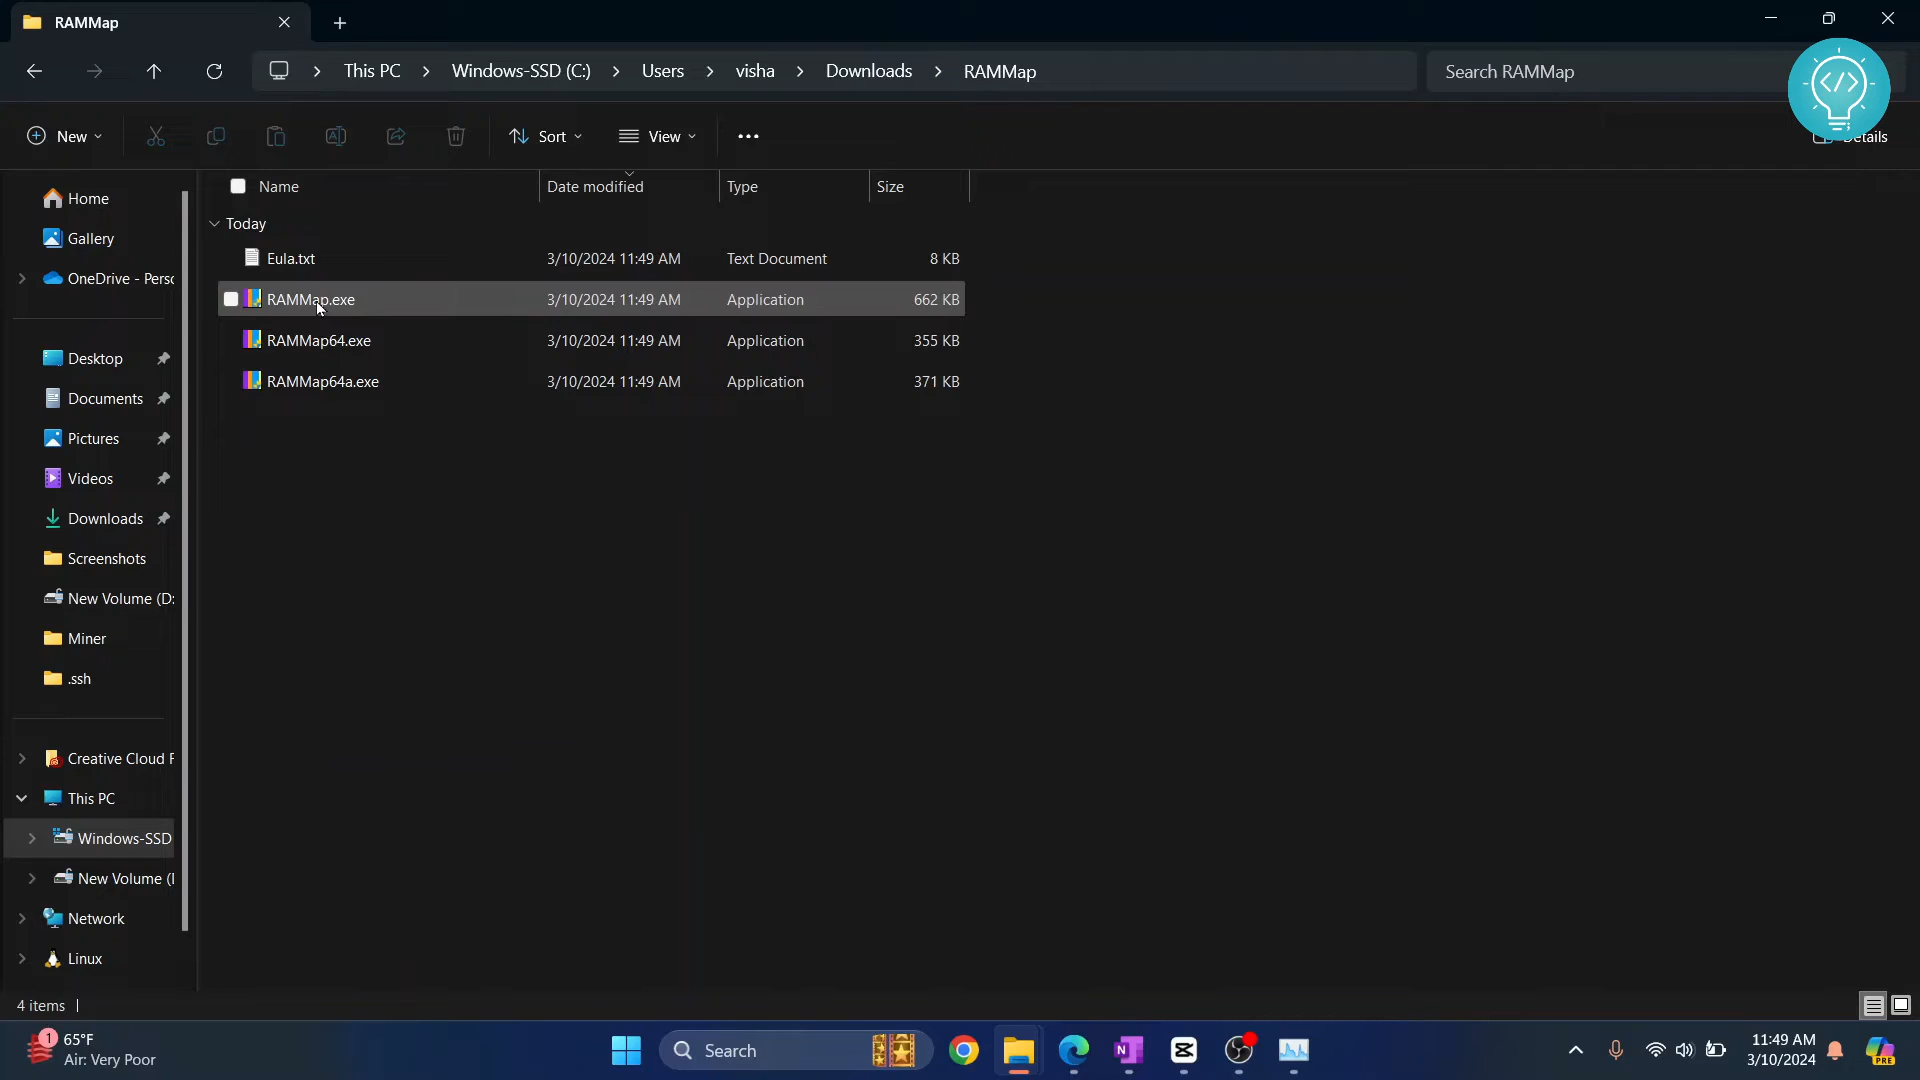 RAMMap
This PC
Windows-SSD (C:)
Users
visha
Downloads
RAMMap
Search RAMMap
New
Sort
View
</>
etails
Name
Date modified
Type
Size
Today
Eula.txt
3/10/2024 11:49 AM
Text Document
8 KB
RAMMap.exe
3/10/2024 11:49 AM
Application
662 KB
RAMMap64.exe
3/10/2024 11:49 AM
Application
355 KB
RAMMap64a.exe
3/10/2024 11:49 AM
Application
371 KB
Home
Gallery
OneDrive - Perso
Desktop
Documents
Pictures
Videos
Downloads
Screenshots
New Volume (D:
Miner
.ssh
Creative Cloud F
This PC
Windows-SSD
New Volume (
Network
Linux
4 items
1
65°F
Air: Very Poor
Search
N
11:49 AM
3/10/2024
PRE